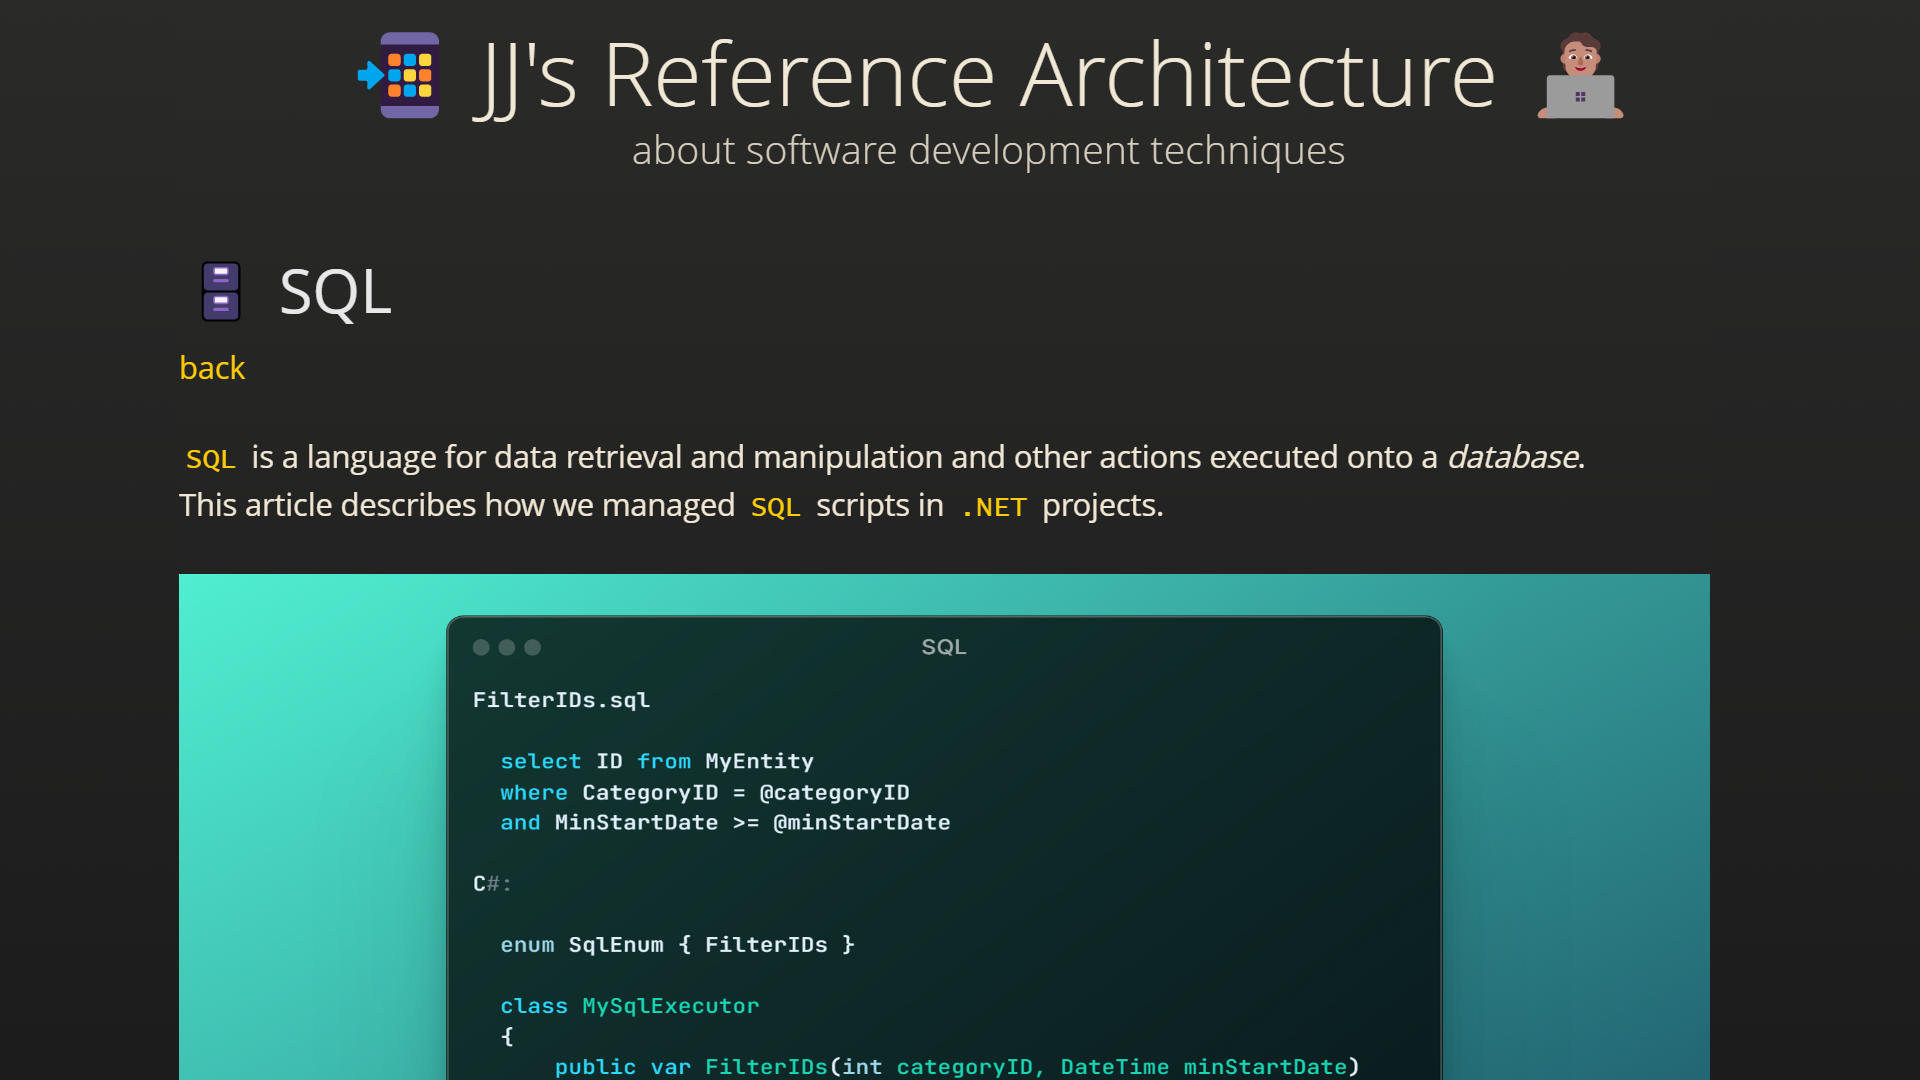 JJ's Reference Architecture
about software development techniques
SQL
back
SQL is a language for data retrieval and manipulation and other actions executed onto a database.
This article describes how we managed SQL scripts in .NET projects.
SQL
FilterIDs.sql
select ID from MyEntity
where CategoryID = @categoryID
and MinStartDate >= @minStartDate
C#:
enum SqlEnum { FilterIDs }
class MySqlExecutor
{
public var FilterIDs(int categoryID, DateTime minStartDate)